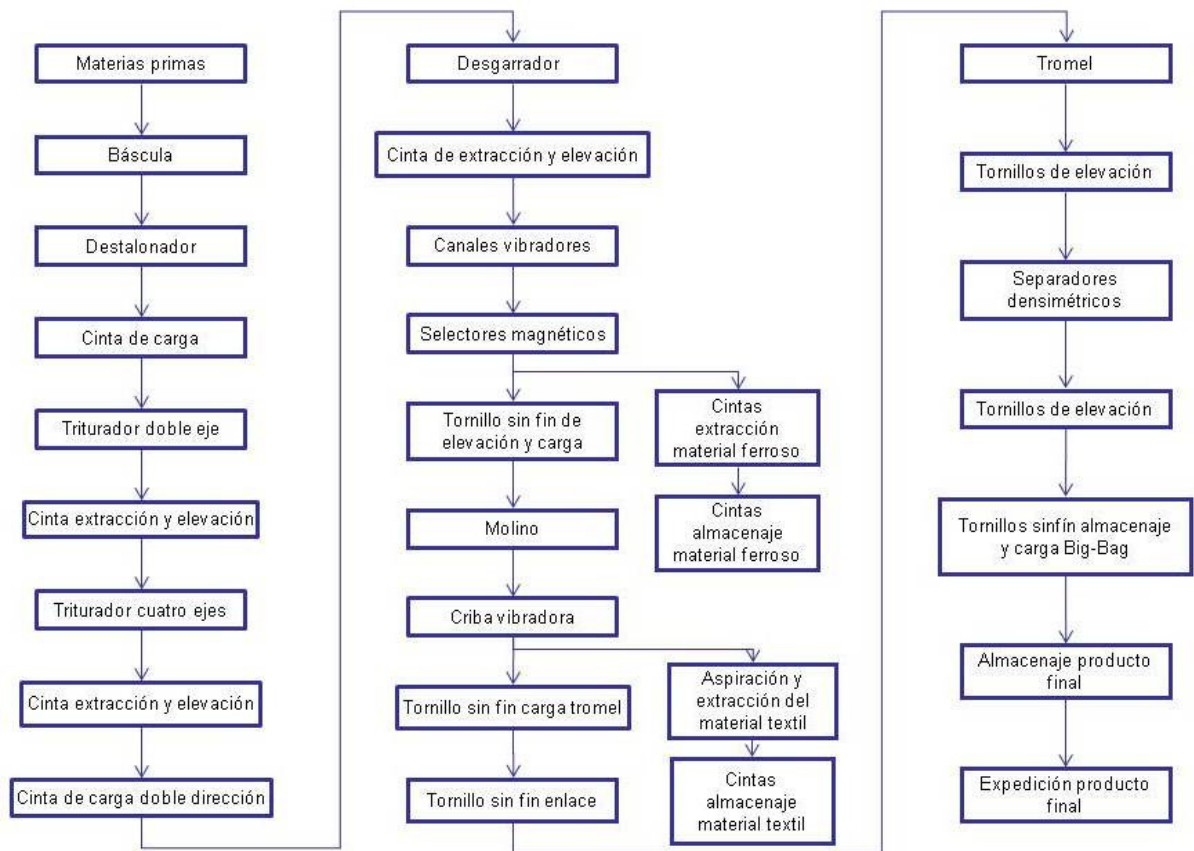 Materias primas
Báscula
Destalonador
Cinta de carga
Triturador doble eje
Cinta extracción y elevación
Triturador cuatro ejes
Cinta extracción y elevación
Cinta de carga doble dirección
Desgarrador
Cinta de extracción y elevación
Canales vibradores
Selectores magnéticos
Tornillo sin fin de
elevación y carga
Cintas
extracción
material ferroso
Cintas
almacenaje
material ferroso
Molino
Criba vibradora
Tornillo sin fin carga tromel
Aspiración y
extracción del
material textil
Tornillo sin fin enlace
Cintas
almacenaje
material textil
Tromel
Tornillos de elevación
Separadores
densimétricos
Tornillos de elevación
Tornillos sinfín almacenaje
y carga Big-Bag
Almacenaje producto
final
Expedición producto
final